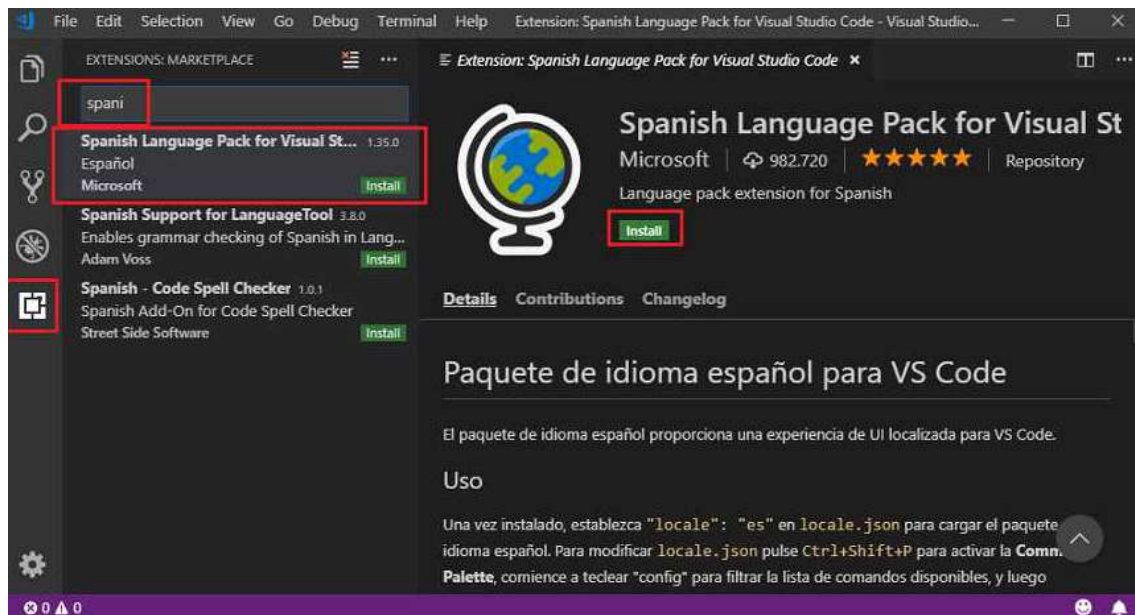 File Edit Selection View Go Debug Terminal Help Extension: Spanish Language Pack for Visual Studio Code - Visual Studio...
EXTENSIONS: MARKETPLACE
spani
Spanish Language Pack for Visual St... 1.35.0
Español
Microsoft Install
Spanish Support for LanguageTool 3.8.0
Enables grammar checking of Spanish in Lang...
Adam Voss Install
Spanish - Code Spell Checker 1.0.1
Spanish Add-On for Code Spell Checker
Street Side Software Install
Extension: Spanish Language Pack for Visual Studio Code
Spanish Language Pack for Visual St
Microsoft 982.720 Repository
Language pack extension for Spanish
Install
Details Contributions Changelog
Paquete de idioma español para VS Code
El paquete de idioma español proporciona una experiencia de UI localizada para VS Code.
Uso
Una vez instalado, establezca "locale": "es" en locale.json para cargar el paquete
idioma español. Para modificar locale.json pulse Ctrl+Shift+P para activar la Comm
Palette, comience a teclear "config" para filtrar la lista de comandos disponibles, y luego
0 0